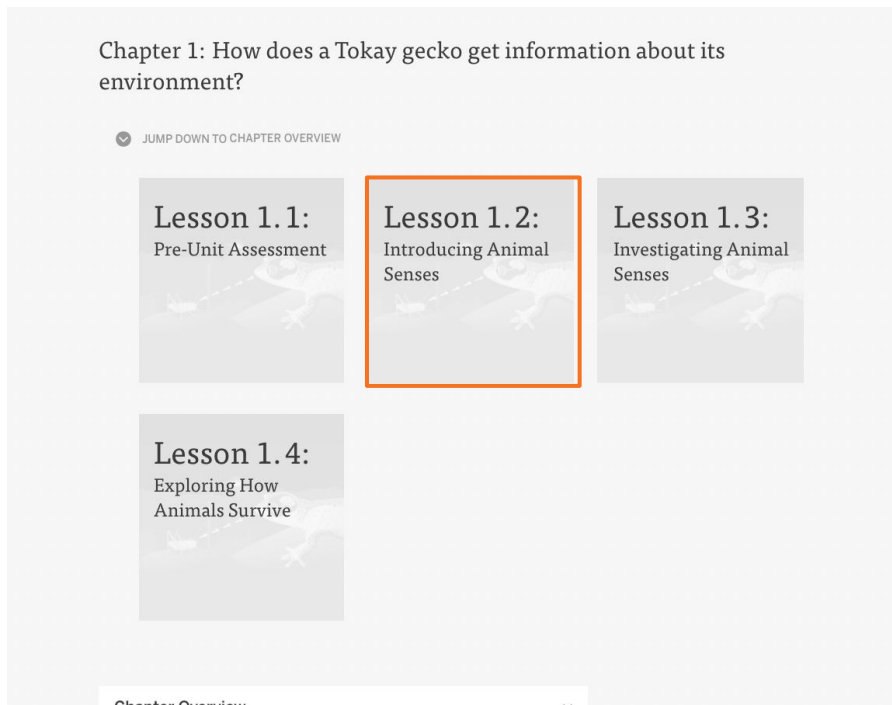 Chapter 1: How does a Tokay gecko get information about its
environment?
JUMP DOWN TO CHAPTER OVERVIEW
Lesson 1.1:
Pre-Unit Assessment
Lesson 1.2:
Introducing Animal
Senses
Lesson 1.3:
Investigating Animal
Senses
Lesson 1.4:
Exploring How
Animals Survive
Chapter Overview